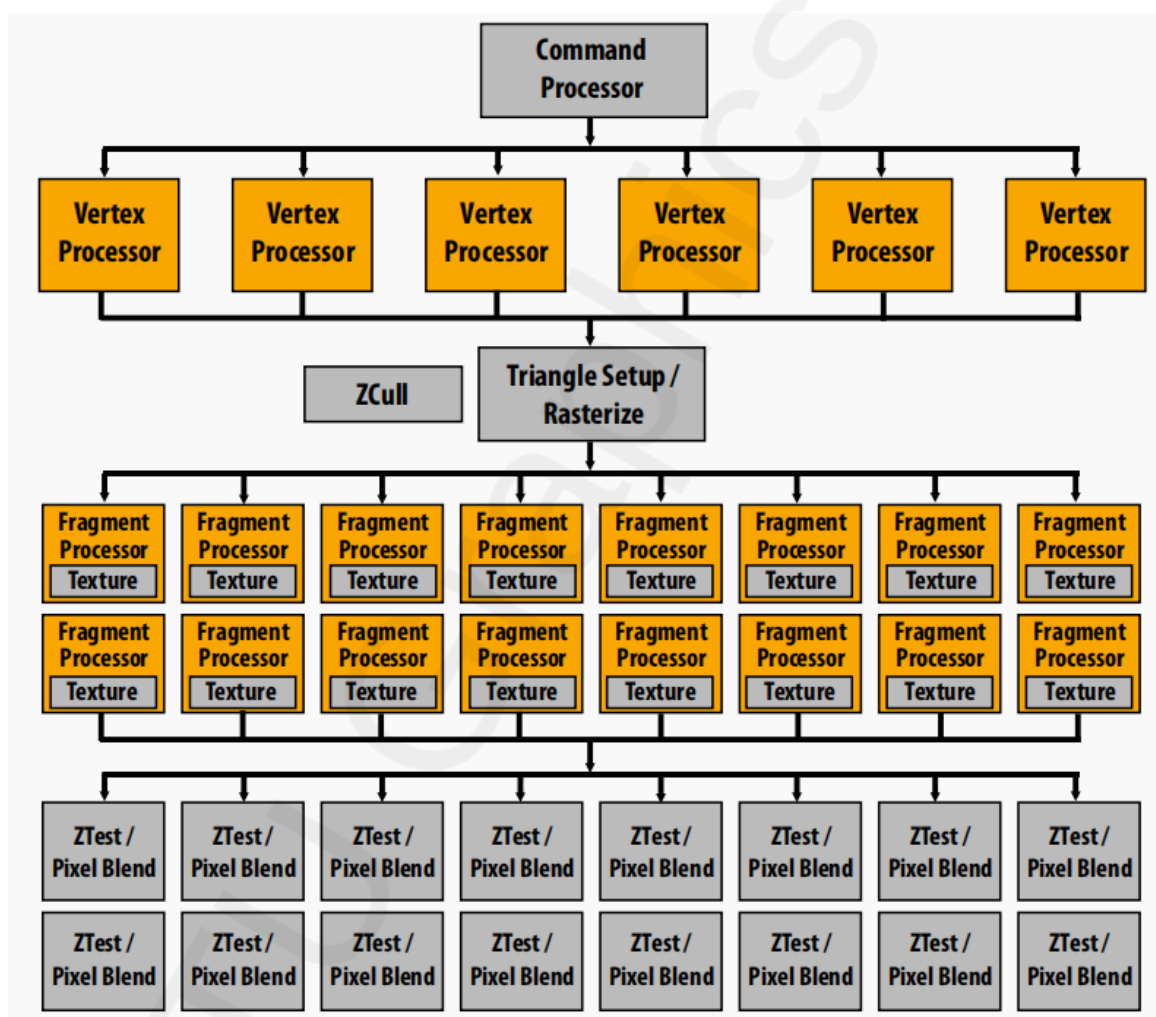 Command
Processor
Vertex
Processor
Vertex
Processor
Vertex
Processor
Vertex
Processor
Vertex
Processor
Vertex
Processor
ZCull
Triangle Setup /
Rasterize
Fragment
Processor
Texture
Fragment
Processor
Texture
Fragment
Processor
Texture
Fragment
Processor
Texture
Fragment
Processor
Texture
Fragment
Processor
Texture
Fragment
Processor
Texture
Fragment
Processor
Texture
Fragment
Processor
Texture
Fragment
Processor
Texture
Fragment
Processor
Texture
Fragment
Processor
Texture
Fragment
Processor
Texture
Fragment
Processor
Texture
Fragment
Processor
Texture
Fragment
Processor
Texture
ZTest /
Pixel Blend
ZTest /
Pixel Blend
ZTest /
Pixel Blend
ZTest /
Pixel Blend
ZTest /
Pixel Blend
ZTest /
Pixel Blend
ZTest /
Pixel Blend
ZTest /
Pixel Blend
ZTest /
Pixel Blend
ZTest /
Pixel Blend
ZTest /
Pixel Blend
ZTest /
Pixel Blend
ZTest /
Pixel Blend
ZTest /
Pixel Blend
ZTest /
Pixel Blend
ZTest /
Pixel Blend
Graphics